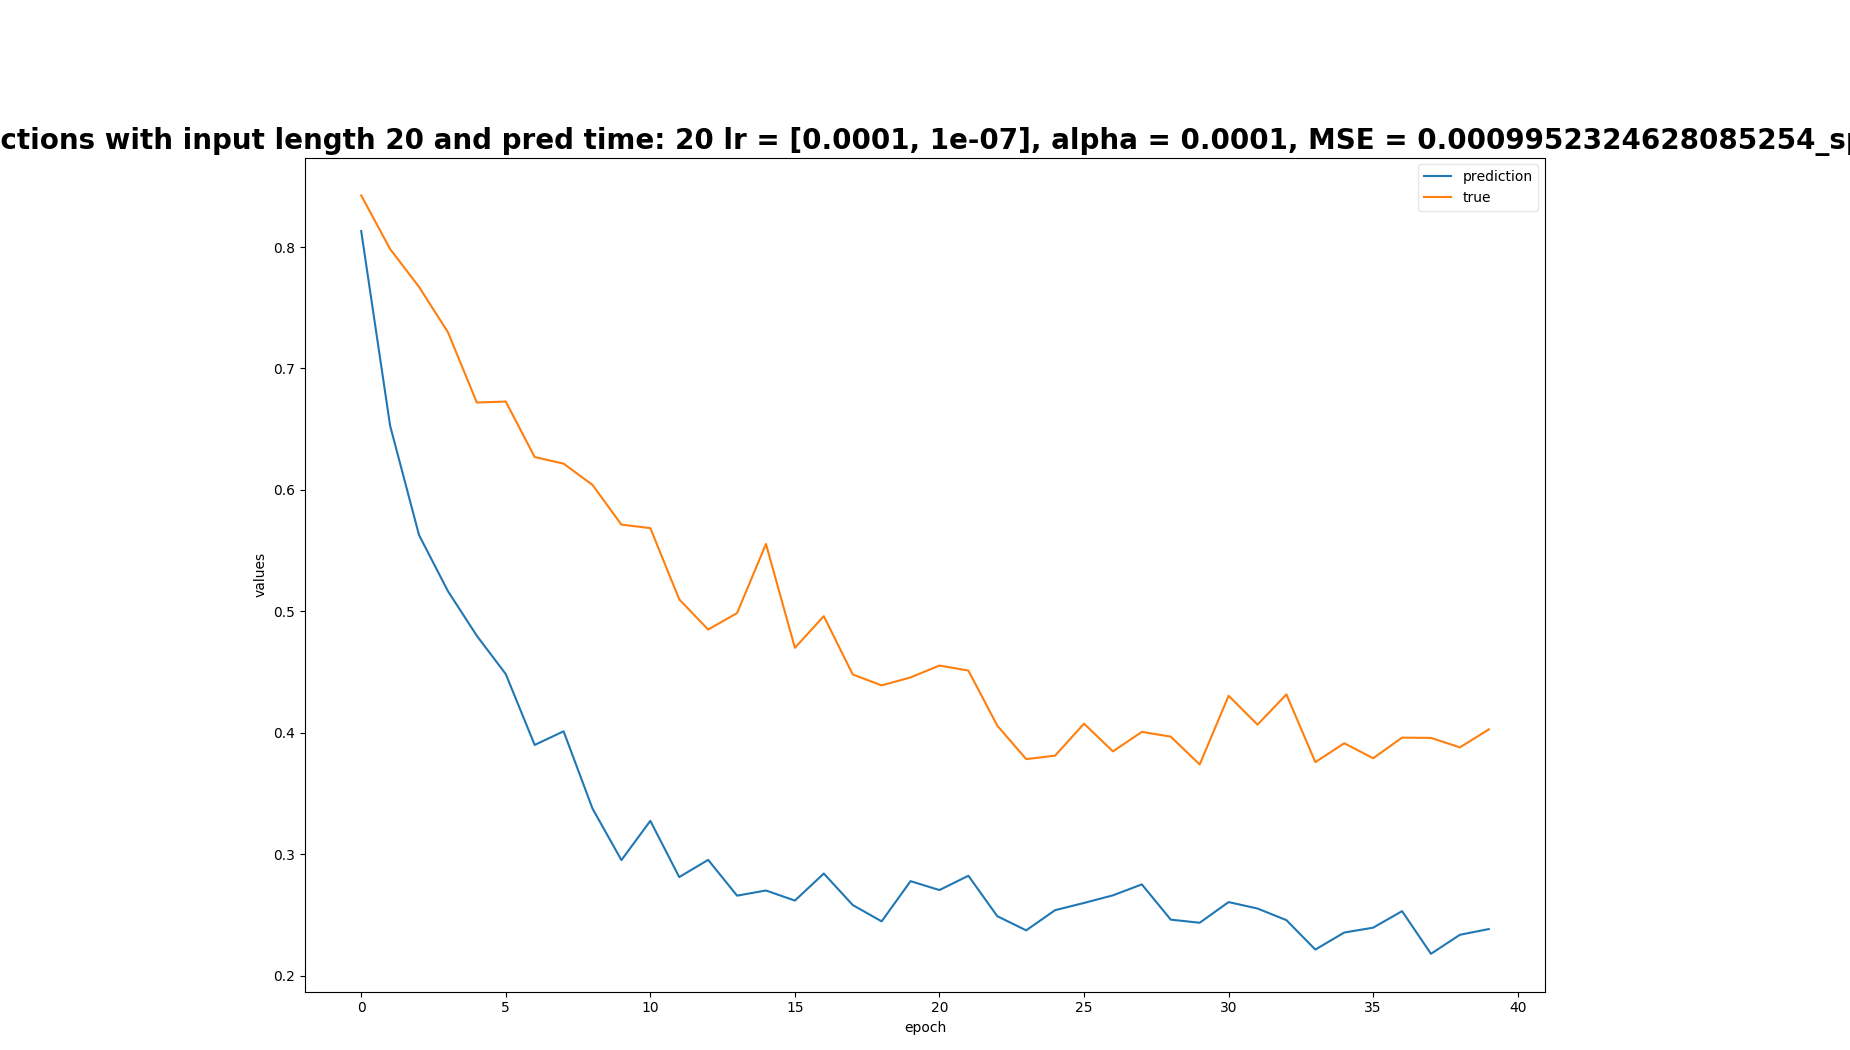 ctions with input length 20 and pred time: 20 lr = [0.0001, 1e-07], alpha = 0.0001, MSE = 0.0009952324628085254_sp
prediction
true
0.8
0.7
0.6
0.5
0.4
0.3
0.2
values
0 5 10 15 20 25 30 35 40
epoch